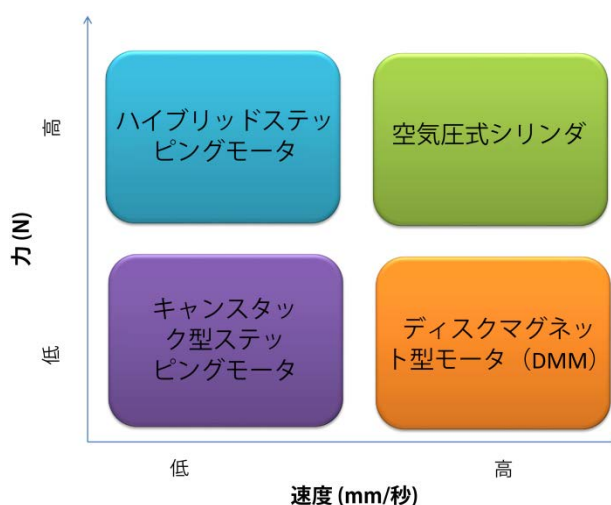 高
ハイブリッドステッ
ピングモータ
空気圧式シリンダ
力 (N)
低
キャンスタッ
ク型ステッ
ピングモータ
ディスクマグネッ
ト型モータ（DMM）
低
高
速度 (mm/秒)